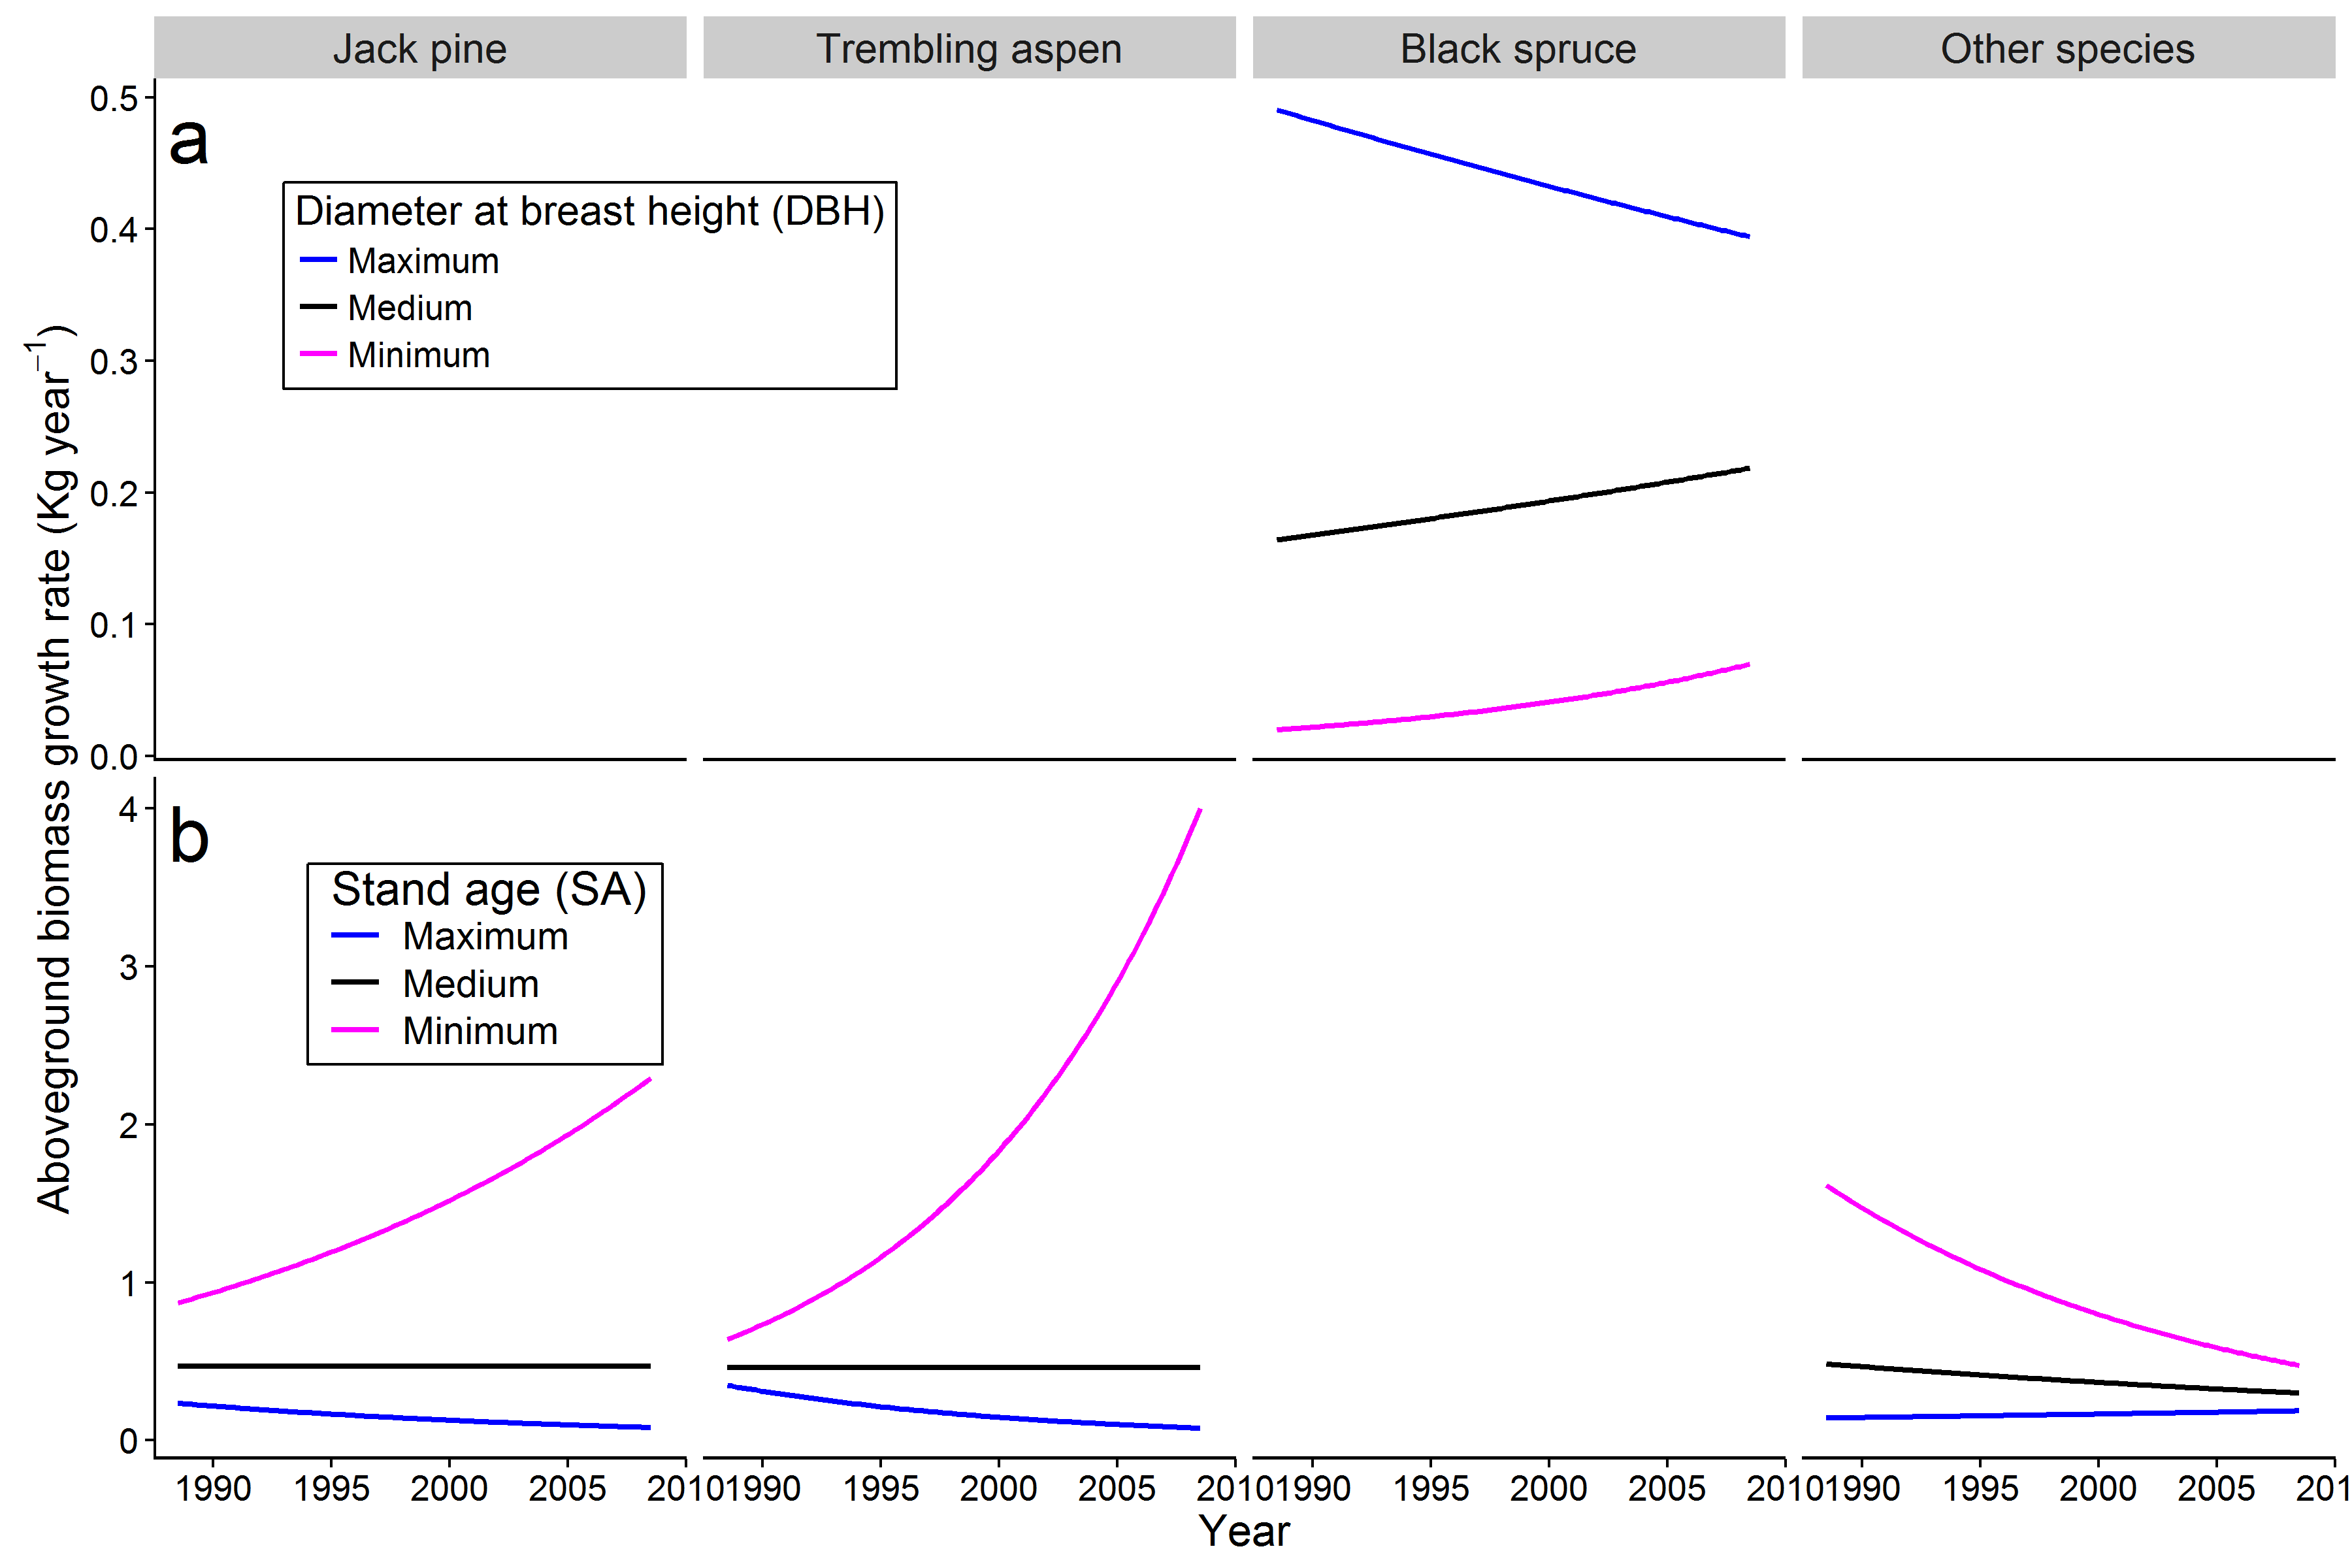 Jack pine Trembling aspen Black spruce Other species
a
Diameter at breast height (DBH)
Maximum
Medium
Minimum
0.5
0.4
0.3
0.2
0.1
0.0
Aboveground biomass growth rate (Kg year⁻¹)
b
Stand age (SA)
Maximum
Medium
Minimum
4
3
2
1
0
1990 1995 2000 2005 2010 1990 1995 2000 2005 2010 1990 1995 2000 2005 2010 1990 1995 2000 2005 201
Year